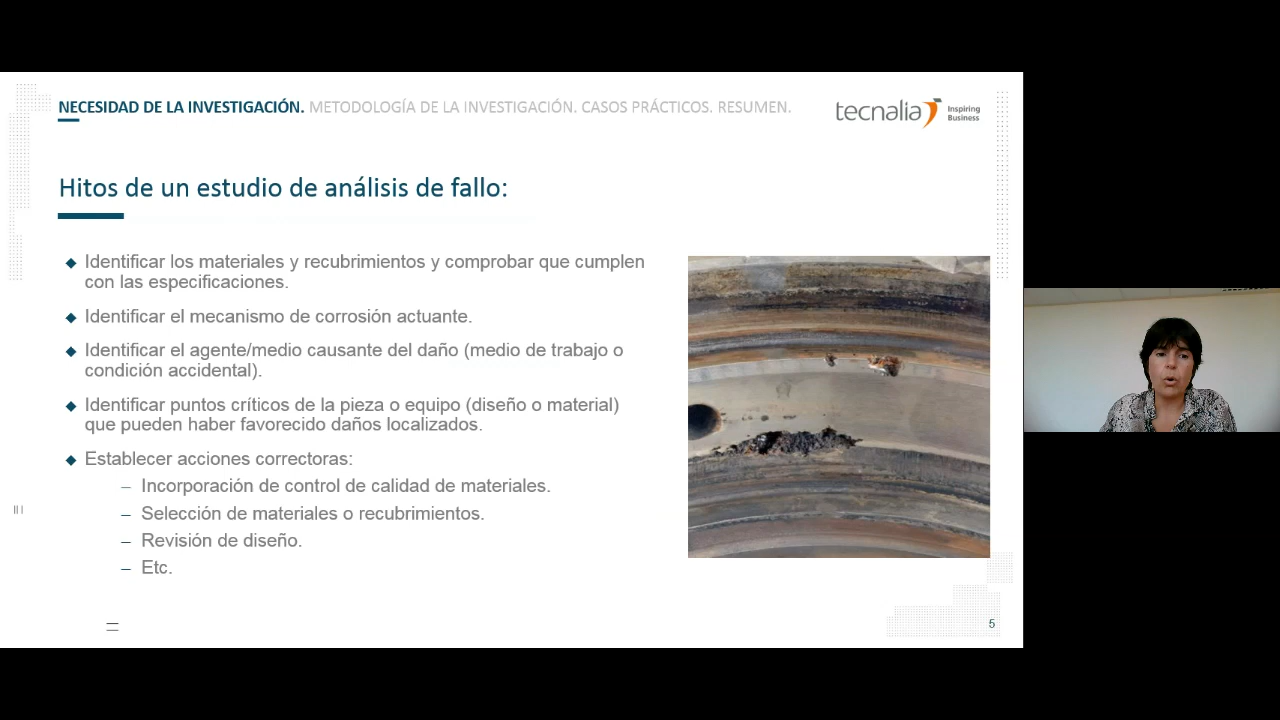 NECESIDAD DE LA INVESTIGACIÓN. METODOLOGÍA DE LA INVESTIGACIÓN. CASOS PRÁCTICOS. RESUMEN.
tecnalia Inspiring
Business
Hitos de un estudio de análisis de fallo:
◆ Identificar los materiales y recubrimientos y comprobar que cumplen
con las especificaciones.
◆ Identificar el mecanismo de corrosión actuante.
◆ Identificar el agente/medio causante del daño (medio de trabajo o
condición accidental).
◆ Identificar puntos críticos de la pieza o equipo (diseño o material)
que pueden haber favorecido daños localizados.
◆ Establecer acciones correctoras:
– Incorporación de control de calidad de materiales.
– Selección de materiales o recubrimientos.
– Revisión de diseño.
– Etc.
5